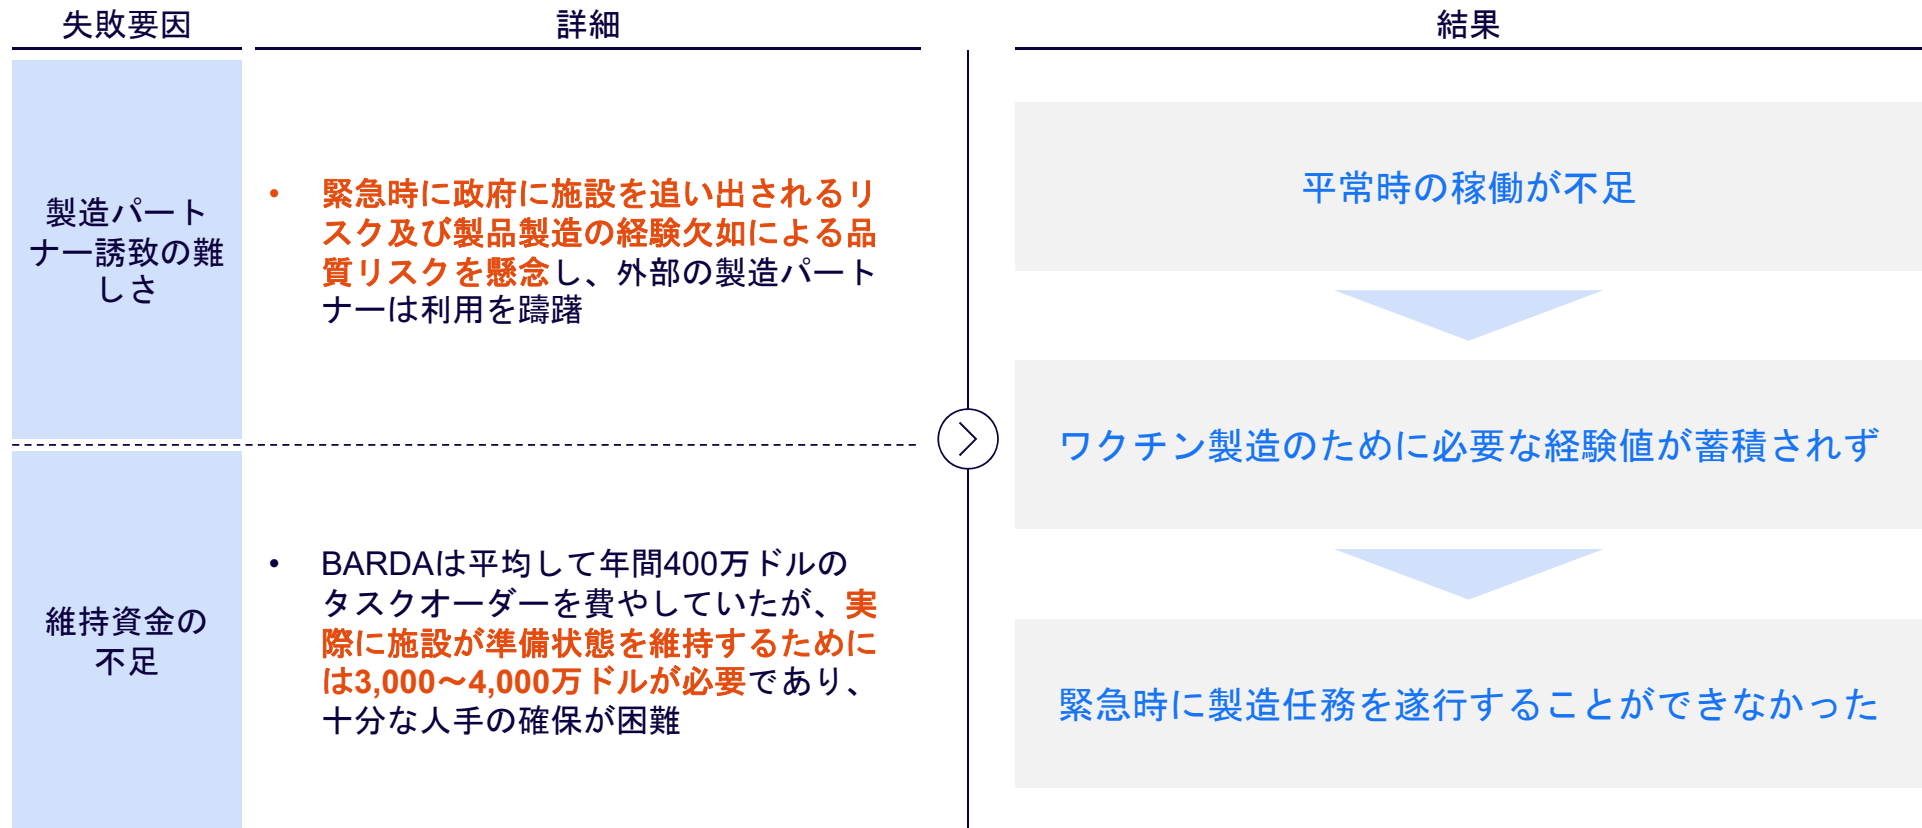 失敗要因
詳細
結果
製造パート
ナー誘致の難
しさ
• 緊急時に政府に施設を追い出されるリ
スク及び製品製造の経験欠如による品
質リスクを懸念し、外部の製造パート
ナーは利用を躊躇
維持資金の
不足
• BARDAは平均して年間400万ドルの
タスクオーダーを費やしていたが、実
際に施設が準備状態を維持するために
は3,000～4,000万ドルが必要であり、
十分な人手の確保が困難
平常時の稼働が不足
ワクチン製造のために必要な経験値が蓄積されず
緊急時に製造任務を遂行することができなかった